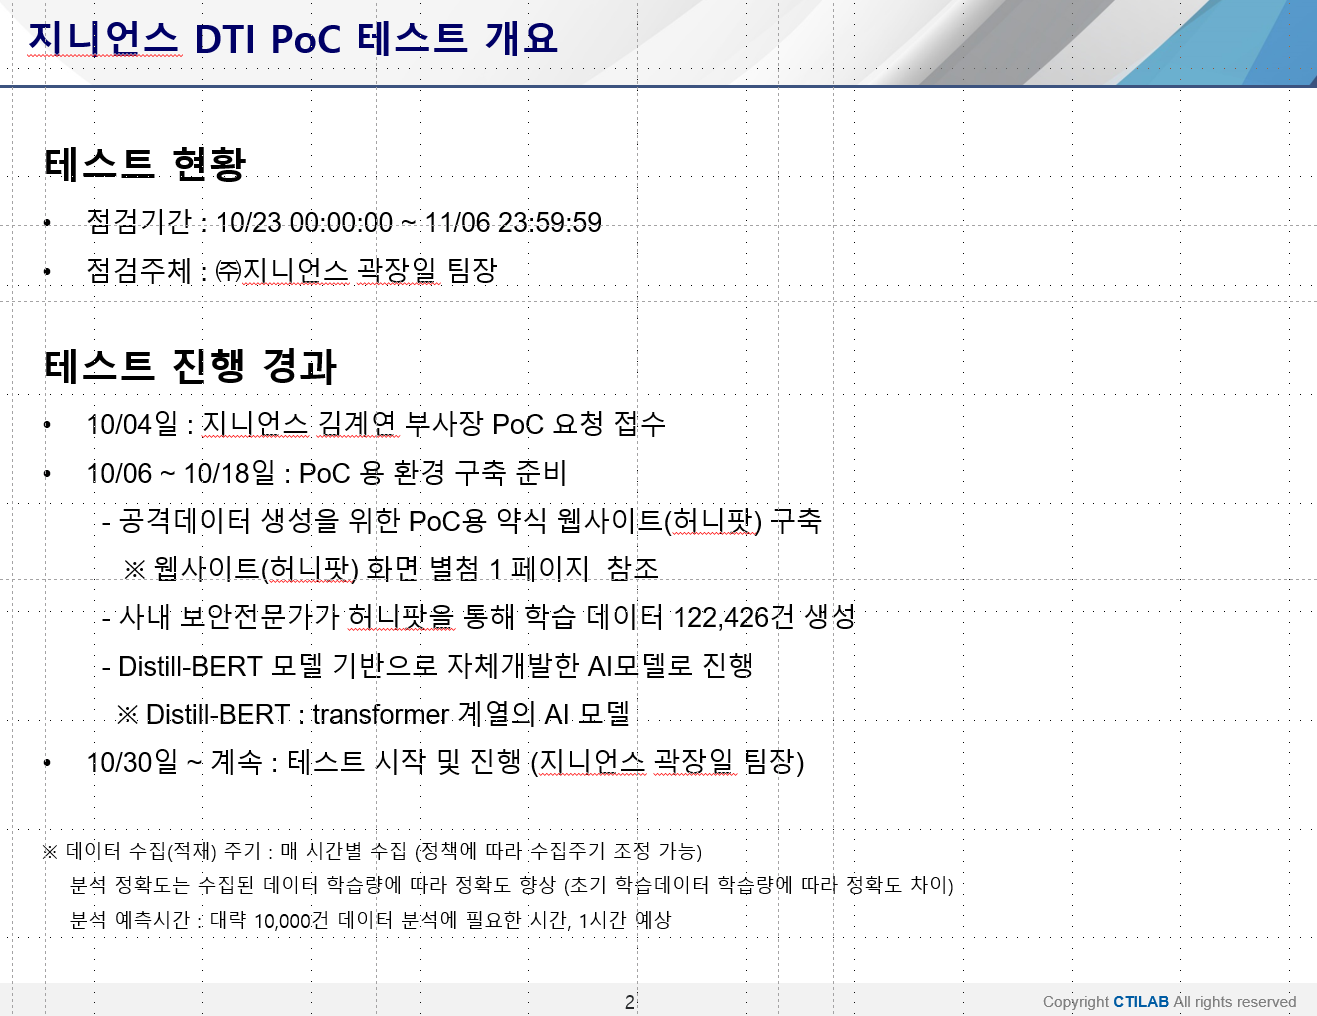 지니언스 DTI PoC 테스트 개요
테스트 현황
• 점검기간 : 10/23 00:00:00 ~ 11/06 23:59:59
• 점검주체 : ㈜지니언스 곽장일 팀장
테스트 진행 경과
• 10/04일 : 지니언스 김계연 부사장 PoC 요청 접수
• 10/06 ~ 10/18일 : PoC 용 환경 구축 준비
- 공격데이터 생성을 위한 PoC용 약식 웹사이트(허니팟) 구축
※ 웹사이트(허니팟) 화면 별첨 1 페이지 참조
- 사내 보안전문가가 허니팟을 통해 학습 데이터 122,426건 생성
- Distill-BERT 모델 기반으로 자체개발한 AI모델로 진행
※ Distill-BERT : transformer 계열의 AI 모델
• 10/30일 ~ 계속 : 테스트 시작 및 진행 (지니언스 곽장일 팀장)
※ 데이터 수집(적재) 주기 : 매 시간별 수집 (정책에 따라 수집주기 조정 가능)
분석 정확도는 수집된 데이터 학습량에 따라 정확도 향상 (초기 학습데이터 학습량에 따라 정확도 차이)
분석 예측시간 : 대략 10,000건 데이터 분석에 필요한 시간, 1시간 예상
2
Copyright CTILAB All rights reserved